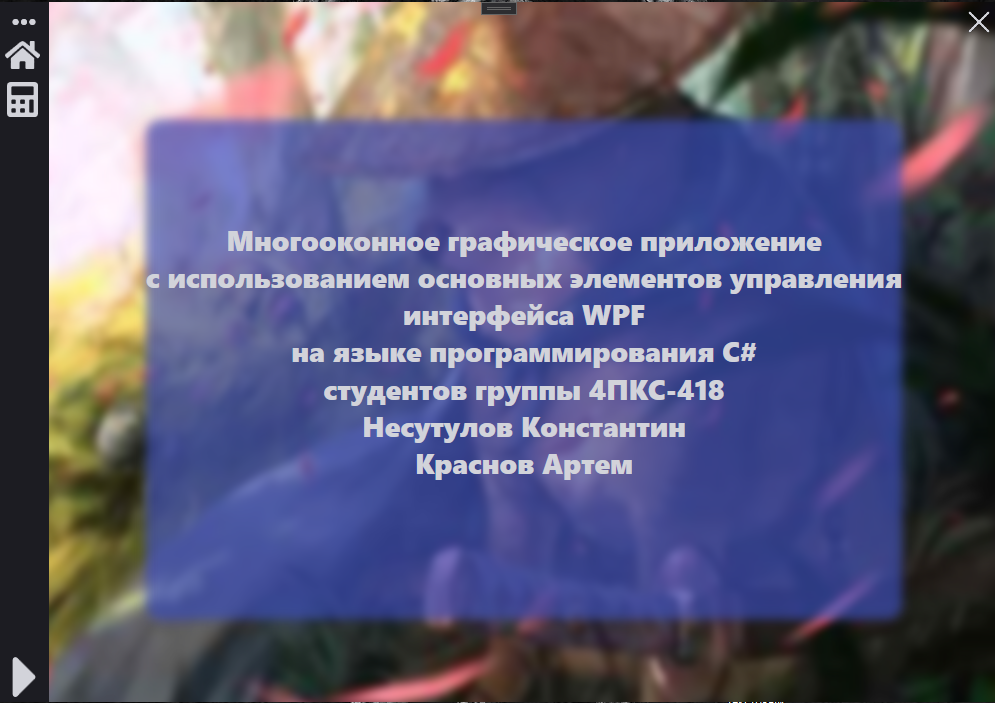 Многооконное графическое приложение
с использованием основных элементов управления
интерфейса WPF
на языке программирования C#
студентов группы 4ПКС-418
Несутулов Константин
Краснов Артем